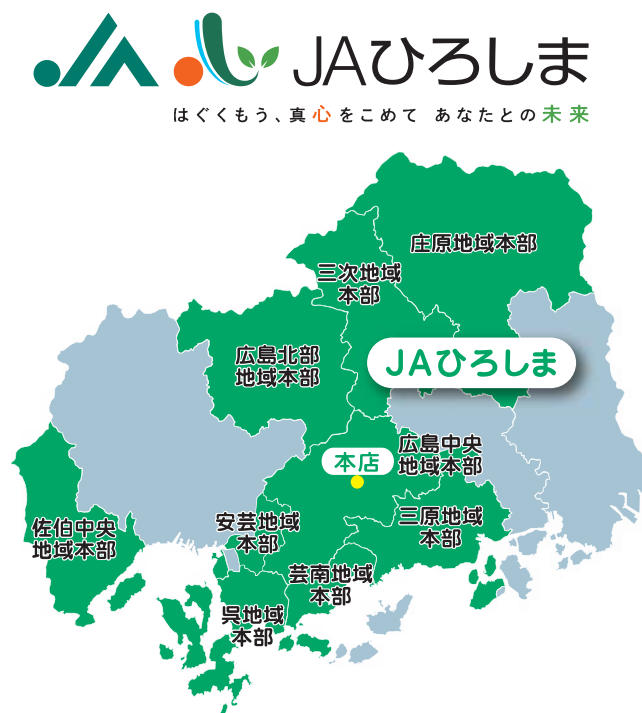 JA JAひろしま
はぐくもう、真心をこめて あなたとの未来
庄原地域本部
三次地域
本部
広島北部
地域本部
JAひろしま
本店
広島中央
地域本部
佐伯中央
地域本部
安芸地域
本部
三原地域
本部
芸南地域
本部
呉地域
本部